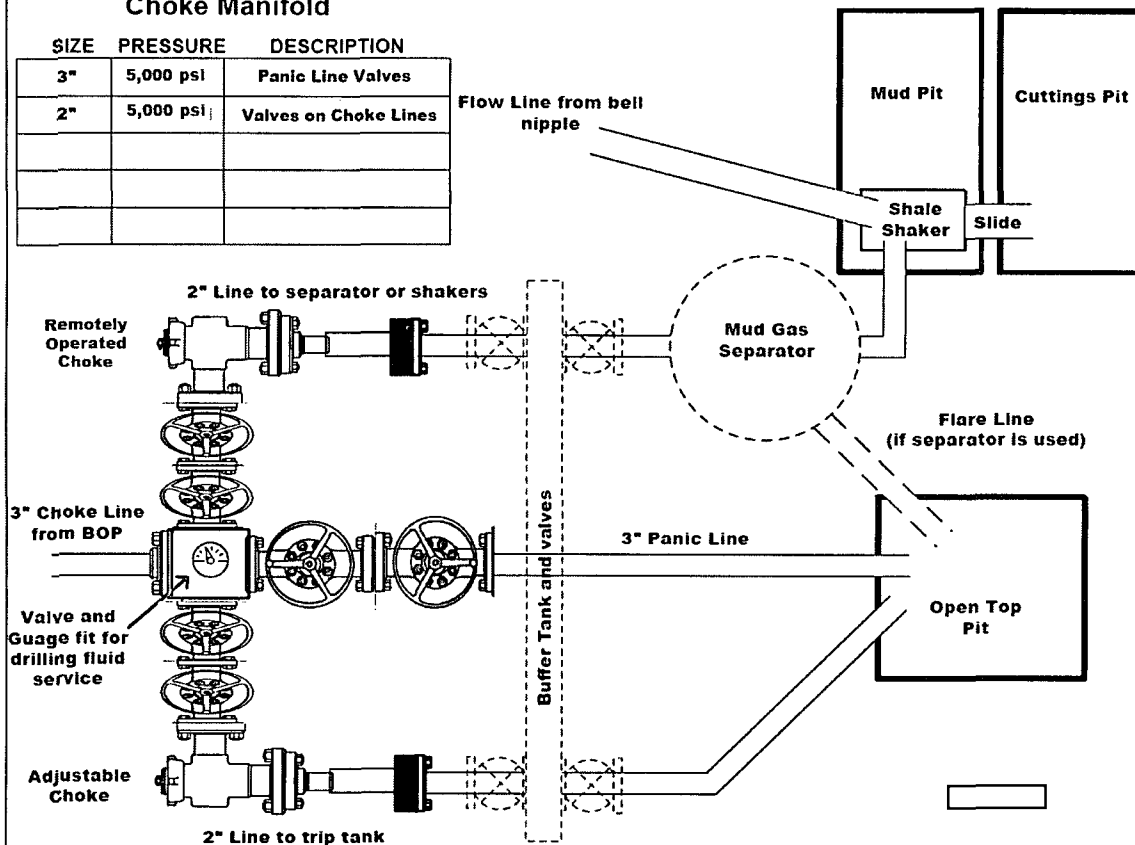 Choke Manifold
SIZE PRESSURE DESCRIPTION
3" 5,000 psi Panic Line Valves
2" 5,000 psi Valves on Choke Lines
Flow Line from bell
nipple
Mud Pit
Cuttings Pit
Shale
Shaker
Slide
2" Line to separator or shakers
Remotely
Operated
Choke
Mud Gas
Separator
Flare Line
(if separator is used)
3" Choke Line
from BOP
3" Panic Line
Buffer Tank and valves
Valve and
Guage fit for
drilling fluid
service
Open Top
Pit
Adjustable
Choke
2" Line to trip tank